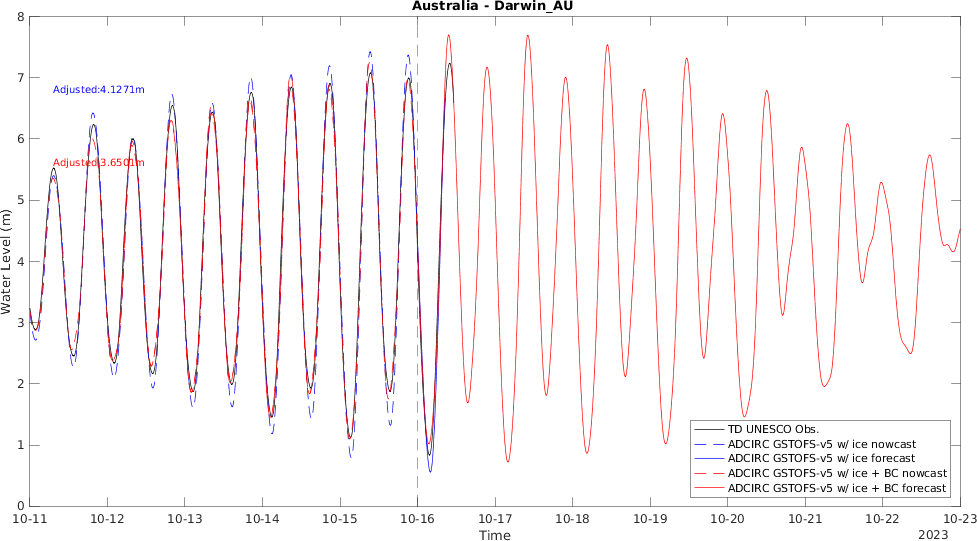 Australia - Darwin_AU
8
7
6
5
4
3
2
1
0
Water Level (m)
Adjusted:4.1271m
Adjusted:3.6501m
TD UNESCO Obs.
ADCIRC GSTOFS-v5 w/ ice nowcast
ADCIRC GSTOFS-v5 w/ ice forecast
ADCIRC GSTOFS-v5 w/ ice + BC nowcast
ADCIRC GSTOFS-v5 w/ ice + BC forecast
10-11 10-12 10-13 10-14 10-15 10-16 10-17 10-18 10-19 10-20 10-21 10-22 10-23
Time
2023